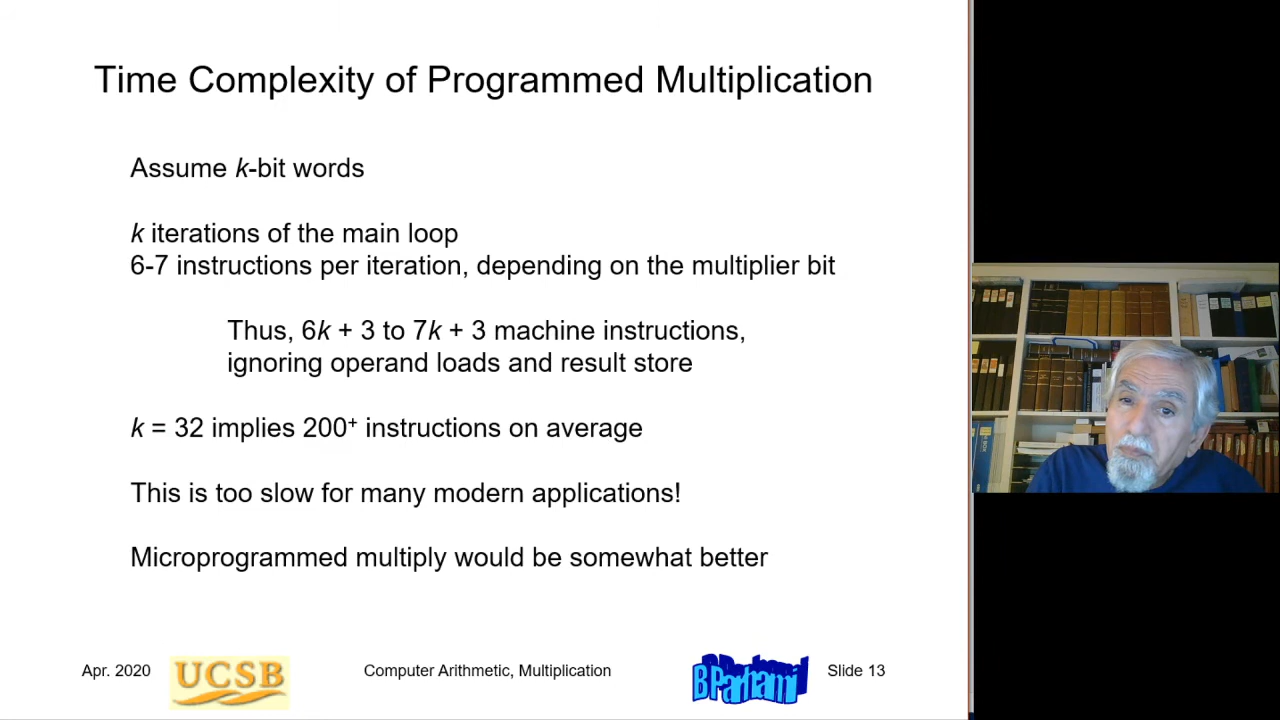 Time Complexity of Programmed Multiplication
Assume k-bit words
k iterations of the main loop
6-7 instructions per iteration, depending on the multiplier bit
Thus, 6k + 3 to 7k + 3 machine instructions,
ignoring operand loads and result store
k = 32 implies 200⁺ instructions on average
This is too slow for many modern applications!
Microprogrammed multiply would be somewhat better
Apr. 2020
UCSB
Computer Arithmetic, Multiplication
B Parhami
Slide 13